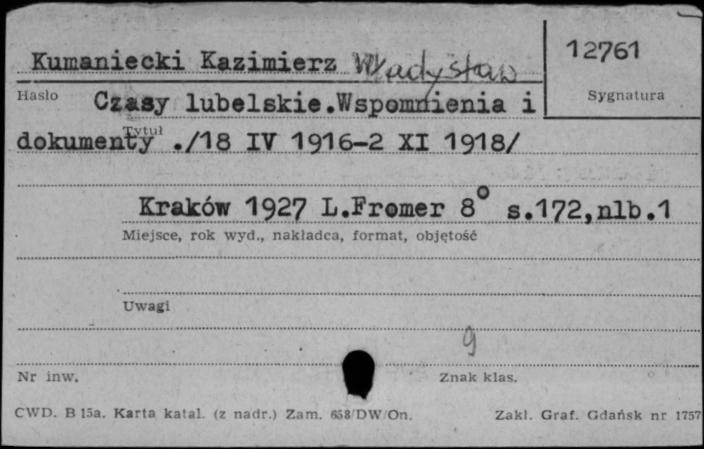 Kumaniecki Kazimierz Władysław
12761
Hasło
Sygnatura
Czasy lubelskie.Wspomnienia i
Tytuł
dokumenty ./18 IV 1916-2 XI 1918/
Kraków 1927 L.Fromer 8° s.172,nlb.1
Miejsce, rok wyd., nakładca, format, objętość
Uwagi
9
Nr inw.
Znak klas.
CWD. B 15a. Karta katal. (z nadr.) Zam. 658/DW/On.
Zakł. Graf. Gdańsk nr 1757